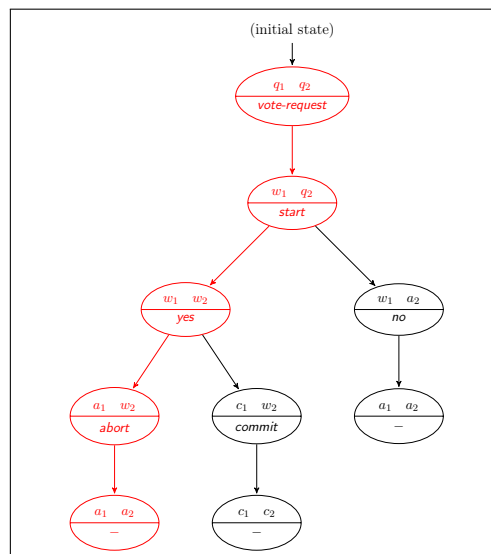 (initial state)
q₁ q₂
vote-request
w₁ q₂
start
w₁ w₂
yes
w₁ a₂
no
a₁ w₂
abort
c₁ w₂
commit
a₁ a₂
–
a₁ a₂
–
c₁ c₂
–